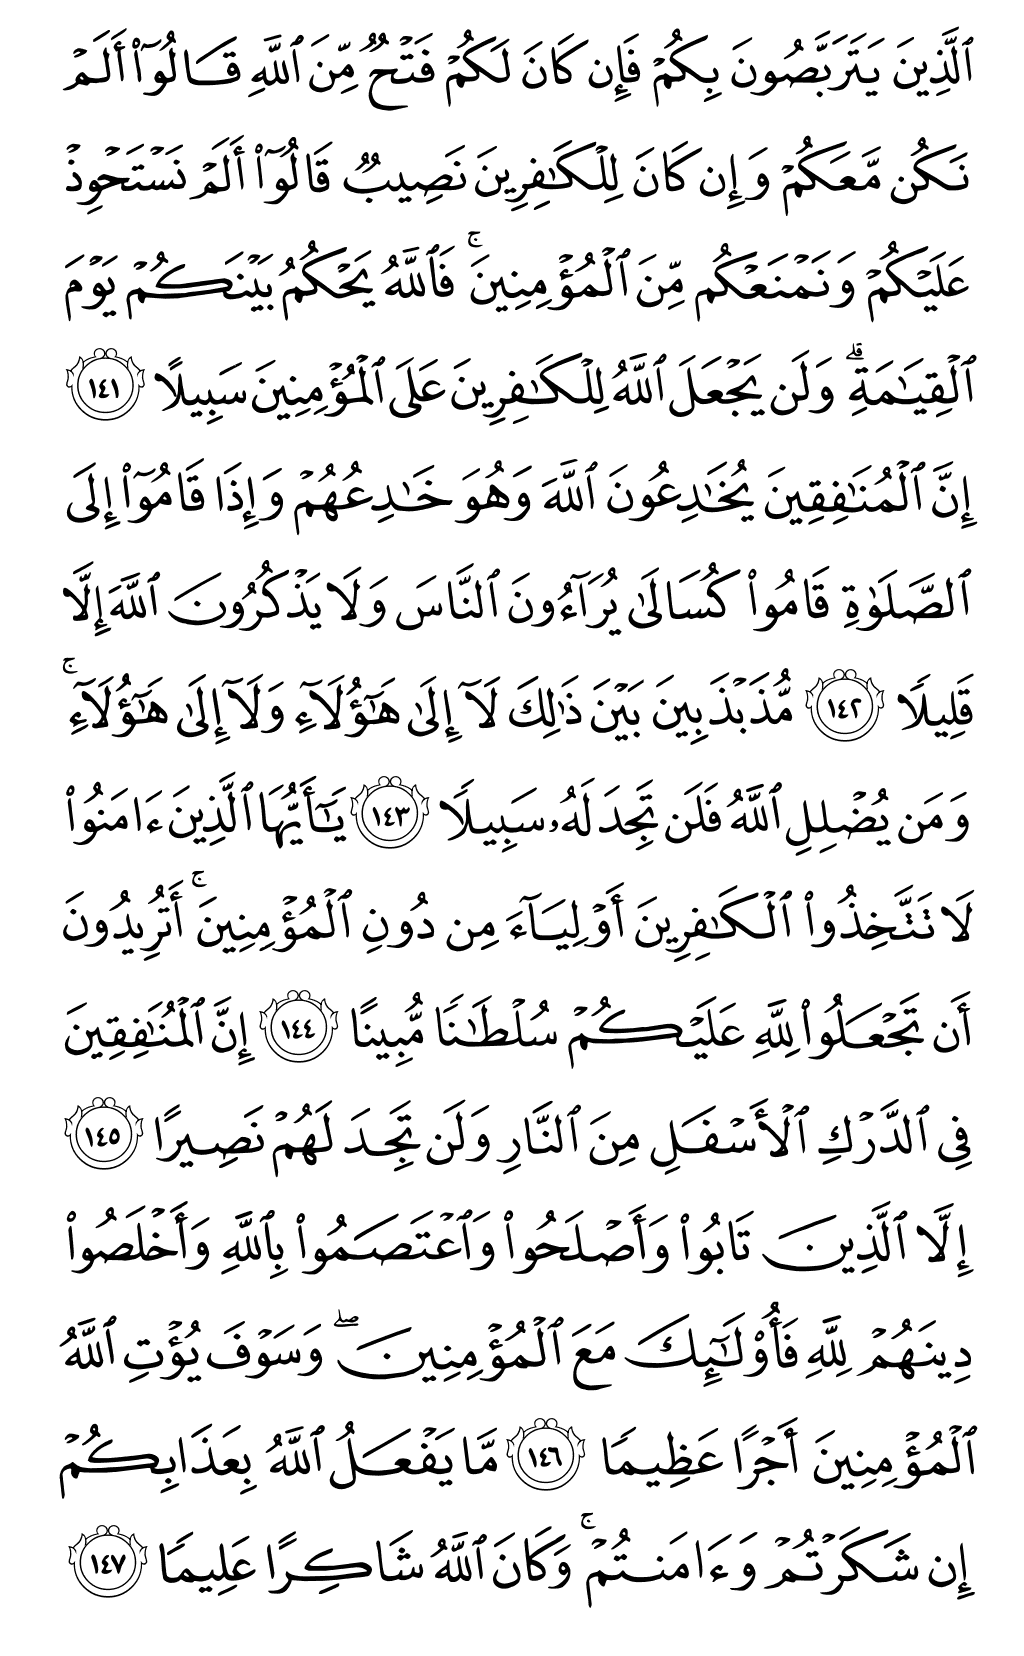 ٱلَّذِينَ يَتَرَبَّصُونَ بِكُمۡ فَإِن كَانَ لَكُمۡ فَتۡحٞ مِّنَ ٱللَّهِ قَالُوٓاْ أَلَمۡ
نَكُن مَّعَكُمۡ وَإِن كَانَ لِلۡكَٰفِرِينَ نَصِيبٞ قَالُوٓاْ أَلَمۡ نَسۡتَحۡوِذۡ
عَلَيۡكُمۡ وَنَمۡنَعۡكُم مِّنَ ٱلۡمُؤۡمِنِينَۚ فَٱللَّهُ يَحۡكُمُ بَيۡنَكُمۡ يَوۡمَ
ٱلۡقِيَٰمَةِۗ وَلَن يَجۡعَلَ ٱللَّهُ لِلۡكَٰفِرِينَ عَلَى ٱلۡمُؤۡمِنِينَ سَبِيلًا ١٤١
إِنَّ ٱلۡمُنَٰفِقِينَ يُخَٰدِعُونَ ٱللَّهَ وَهُوَ خَٰدِعُهُمۡ وَإِذَا قَامُوٓاْ إِلَى
ٱلصَّلَوٰةِ قَامُواْ كُسَالَىٰ يُرَآءُونَ ٱلنَّاسَ وَلَا يَذۡكُرُونَ ٱللَّهَ إِلَّا
قَلِيلٗا ١٤٢ مُّذَبۡذَبِينَ بَيۡنَ ذَٰلِكَ لَآ إِلَىٰ هَٰٓؤُلَآءِ وَلَآ إِلَىٰ هَٰٓؤُلَآءِۚ
وَمَن يُضۡلِلِ ٱللَّهُ فَلَن تَجِدَ لَهُۥ سَبِيلٗا ١٤٣ يَٰٓأَيُّهَا ٱلَّذِينَ ءَامَنُواْ
لَا تَتَّخِذُواْ ٱلۡكَٰفِرِينَ أَوۡلِيَآءَ مِن دُونِ ٱلۡمُؤۡمِنِينَۚ أَتُرِيدُونَ
أَن تَجۡعَلُواْ لِلَّهِ عَلَيۡكُمۡ سُلۡطَٰنٗا مُّبِينًا ١٤٤ إِنَّ ٱلۡمُنَٰفِقِينَ
فِي ٱلدَّرۡكِ ٱلۡأَسۡفَلِ مِنَ ٱلنَّارِ وَلَن تَجِدَ لَهُمۡ نَصِيرًا ١٤٥
إِلَّا ٱلَّذِينَ تَابُواْ وَأَصۡلَحُواْ وَٱعۡتَصَمُواْ بِٱللَّهِ وَأَخۡلَصُواْ
دِينَهُمۡ لِلَّهِ فَأُوْلَٰٓئِكَ مَعَ ٱلۡمُؤۡمِنِينَۖ وَسَوۡفَ يُؤۡتِ ٱللَّهُ
ٱلۡمُؤۡمِنِينَ أَجۡرًا عَظِيمٗا ١٤٦ مَّا يَفۡعَلُ ٱللَّهُ بِعَذَابِكُمۡ
إِن شَكَرۡتُمۡ وَءَامَنتُمۡۚ وَكَانَ ٱللَّهُ شَاكِرًا عَلِيمٗا ١٤٧